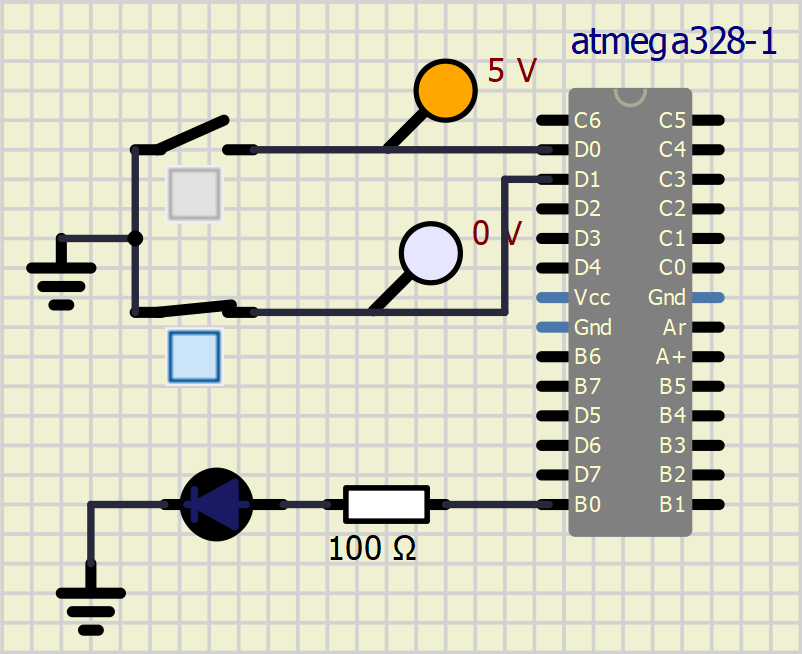 atmega328-1
5 V
0 V
C6 C5
D0 C4
D1 C3
D2 C2
D3 C1
D4 C0
Vcc Gnd
Gnd Ar
B6 A+
B7 B5
D5 B4
D6 B3
D7 B2
B0 B1
100 Ω